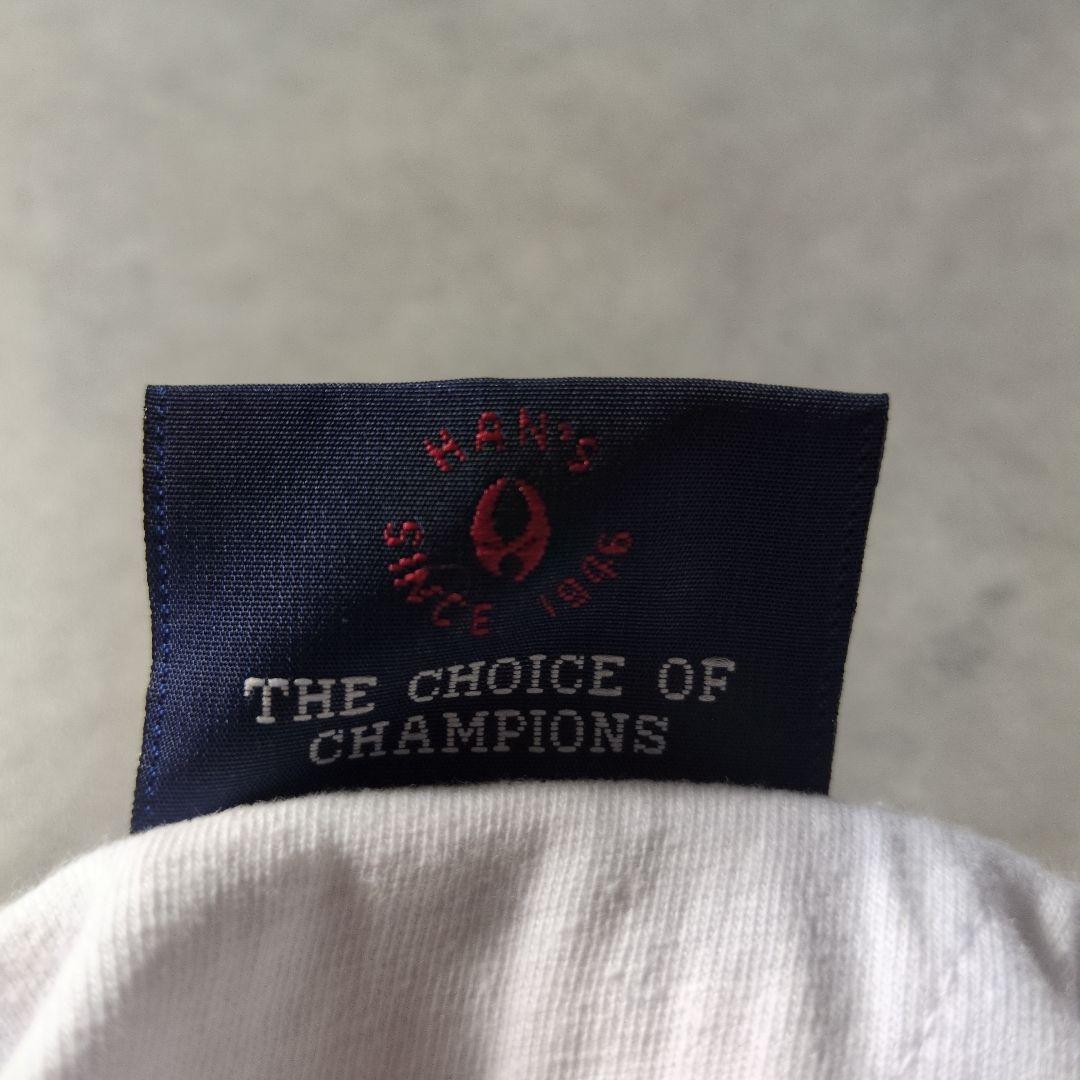 HAN'S
SINCE 1946
THE CHOICE OF
CHAMPIONS